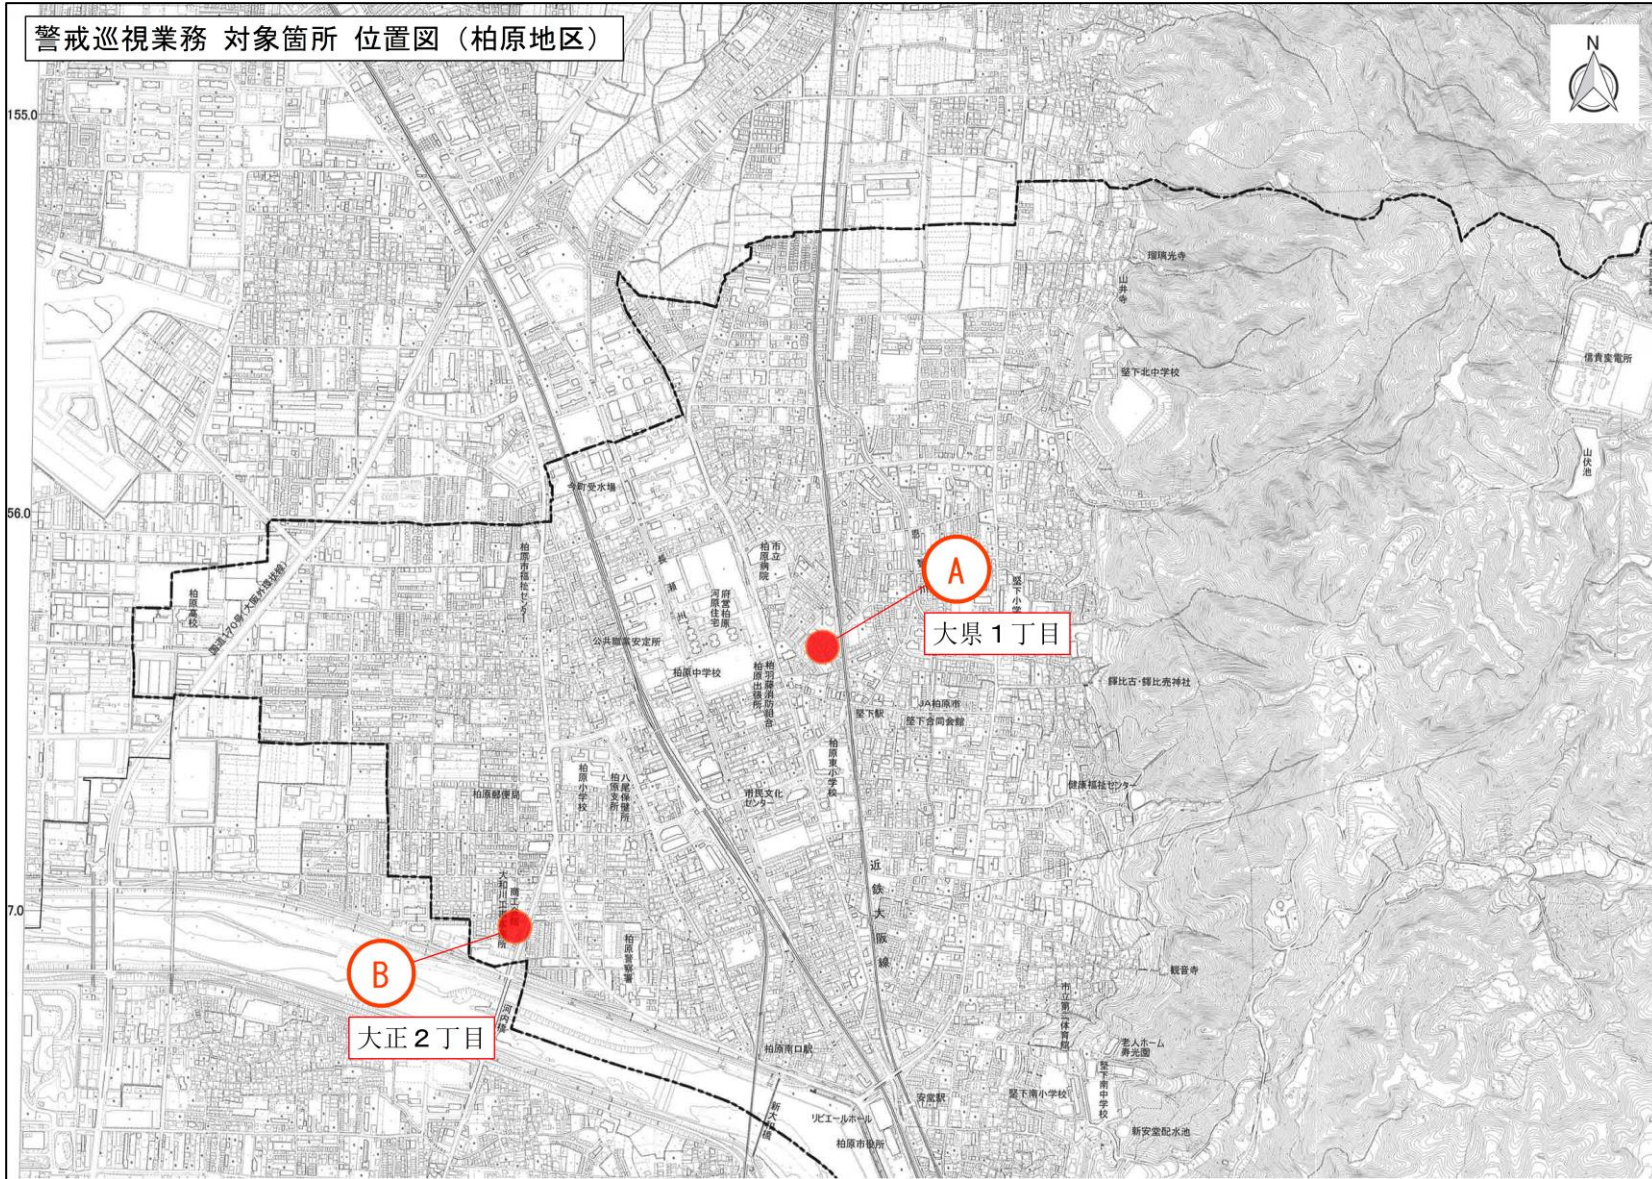 警戒巡視業務 対象箇所 位置図（柏原地区）
N
155.0
瑠璃光寺
山井寺
信貴変電所
堅下北中学校
山伏池
今町受水場
56.0
柏原市福祉センター
市立
柏原病院
長瀬川
A
国道170号(大阪外環状線)
柏原高校
府営柏原
河原住宅
堅下小学
大県１丁目
公共職業安定所
柏原中学校
柏羽藤消防組合
柏原出張所
鐸比古・鐸比売神社
堅下駅
JA柏原市
堅下合同会館
柏原東小学校
柏原小学校
八尾保健所
柏原支所
柏原郵便局
市民文化
センター
健康福祉センター
近鉄大阪線
7.0
柏原警察署
B
観音寺
河内橋
大正２丁目
市立第二体育館
老人ホーム
寿光園
柏原南口駅
堅下南小学校
堅下南中学校
安堂駅
新大和橋
リビエールホール
柏原市役所
新安堂配水池